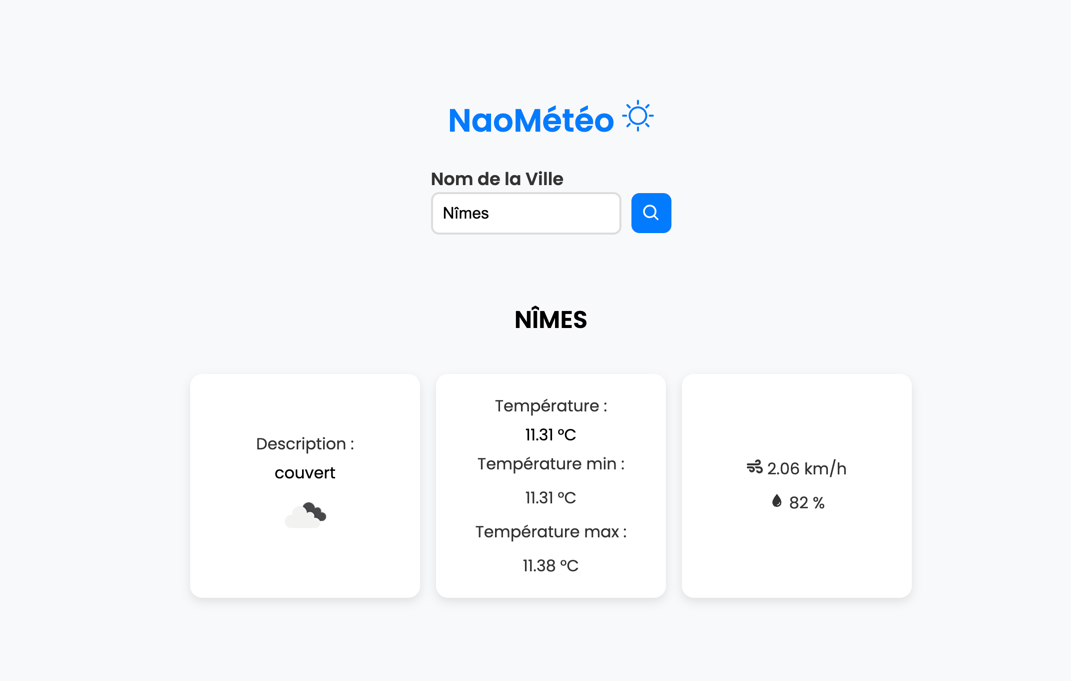 NaoMétéo
Nom de la Ville
Nîmes
NÎMES
Description :
couvert
Température :
11.31 °C
Température min :
11.31 °C
Température max :
11.38 °C
2.06 km/h
82 %